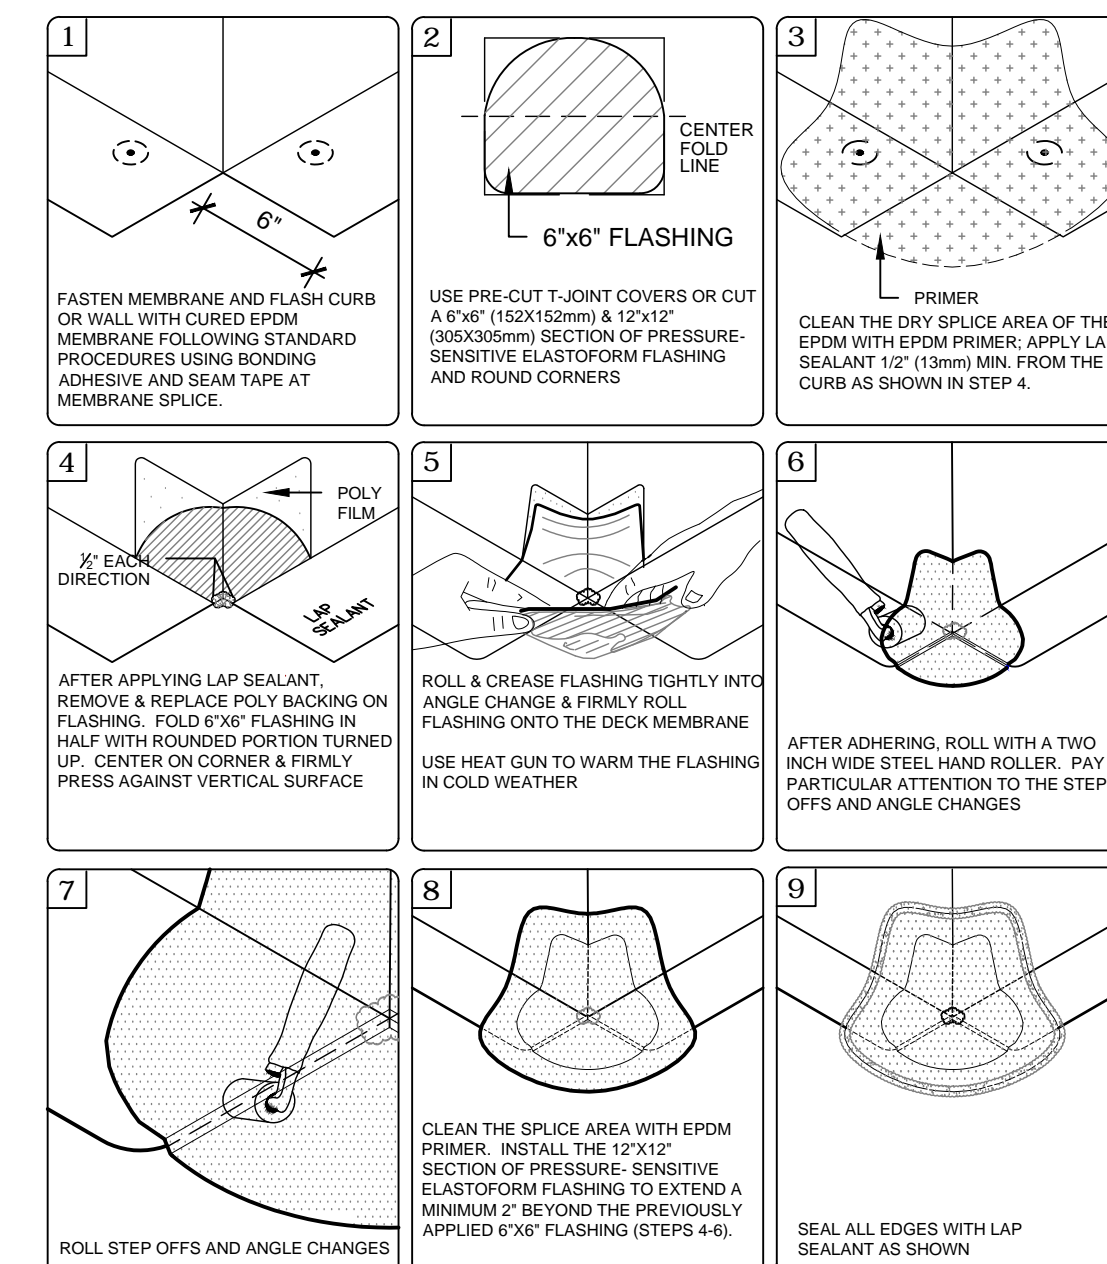 1
6"
FASTEN MEMBRANE AND FLASH CURB
OR WALL WITH CURED EPDM
MEMBRANE FOLLOWING STANDARD
PROCEDURES USING BONDING
ADHESIVE AND SEAM TAPE AT
MEMBRANE SPLICE.
2
CENTER
FOLD
LINE
6"x6" FLASHING
USE PRE-CUT T-JOINT COVERS OR CUT
A 6"x6" (152X152mm) & 12"x12"
(305X305mm) SECTION OF PRESSURE-
SENSITIVE ELASTOFORM FLASHING
AND ROUND CORNERS
3
PRIMER
CLEAN THE DRY SPLICE AREA OF THE
EPDM WITH EPDM PRIMER; APPLY LA
SEALANT 1/2" (13mm) MIN. FROM THE
CURB AS SHOWN IN STEP 4.
4
POLY
FILM
½" EACH
DIRECTION
LAP
SEALANT
AFTER APPLYING LAP SEALANT,
REMOVE & REPLACE POLY BACKING ON
FLASHING. FOLD 6"X6" FLASHING IN
HALF WITH ROUNDED PORTION TURNED
UP. CENTER ON CORNER & FIRMLY
PRESS AGAINST VERTICAL SURFACE
5
ROLL & CREASE FLASHING TIGHTLY INTO
ANGLE CHANGE & FIRMLY ROLL
FLASHING ONTO THE DECK MEMBRANE
USE HEAT GUN TO WARM THE FLASHING
IN COLD WEATHER
6
AFTER ADHERING, ROLL WITH A TWO
INCH WIDE STEEL HAND ROLLER. PAY
PARTICULAR ATTENTION TO THE STEP
OFFS AND ANGLE CHANGES
7
ROLL STEP OFFS AND ANGLE CHANGES
8
CLEAN THE SPLICE AREA WITH EPDM
PRIMER. INSTALL THE 12"X12"
SECTION OF PRESSURE- SENSITIVE
ELASTOFORM FLASHING TO EXTEND A
MINIMUM 2" BEYOND THE PREVIOUSLY
APPLIED 6"X6" FLASHING (STEPS 4-6).
9
SEAL ALL EDGES WITH LAP
SEALANT AS SHOWN